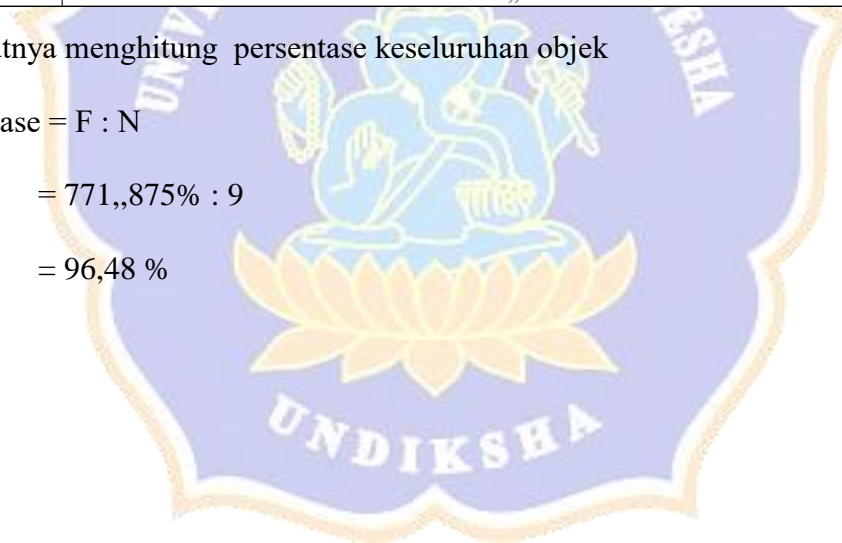 tnya menghitung persentase keseluruhan objek
ase = F : N
= 771,,875% : 9
= 96,48 %
UNDIKSHA